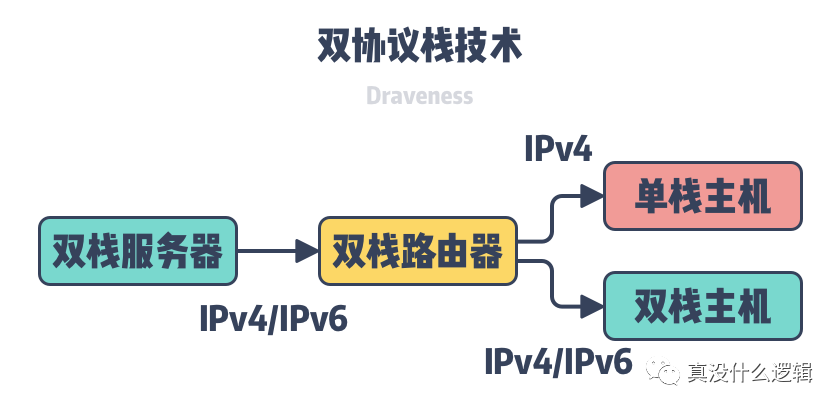 双协议栈技术
Draveness
IPv4
单栈主机
双栈服务器
双栈路由器
IPv4/IPv6
双栈主机
IPv4/IPv6
真没什么逻辑